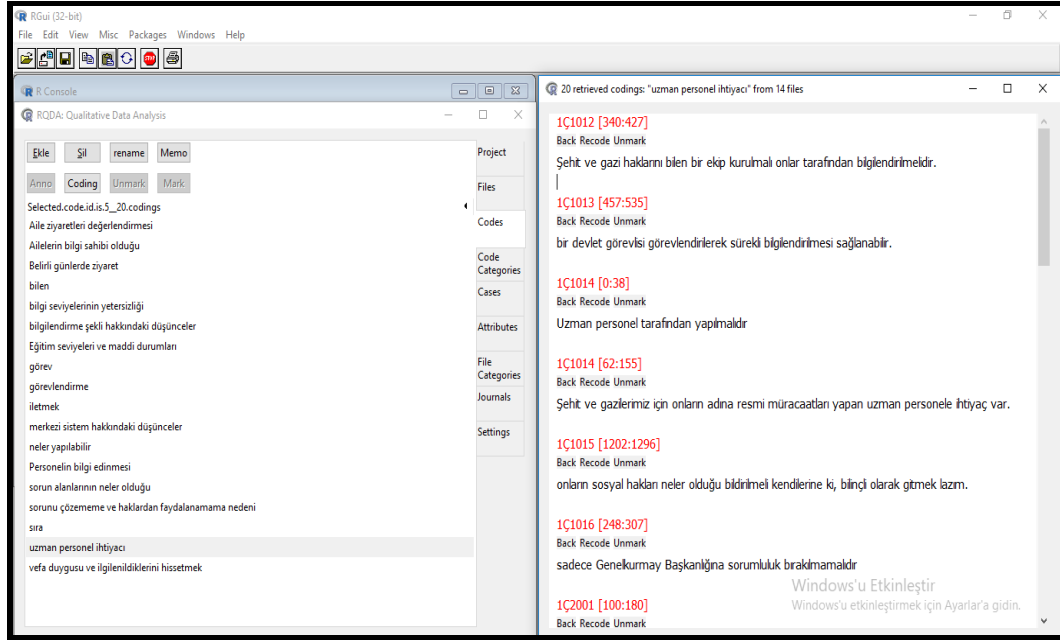 RGui (32-bit)
File Edit View Misc Packages Windows Help
R Console
RQDA: Qualitative Data Analysis
Ekle Sil rename Memo
Anno Coding Unmark Mark
Selected.code.id.is.5__20.codings
Aile ziyaretleri değerlendirmesi
Ailelerin bilgi sahibi olduğu
Belirli günlerde ziyaret
bilen
bilgi seviyelerinin yetersizliği
bilgilendirme şekli hakkındaki düşünceler
Eğitim seviyeleri ve maddi durumları
görev
görevlendirme
iletmek
merkezi sistem hakkındaki düşünceler
neler yapılabilir
Personelin bilgi edinmesi
sorun alanlarının neler olduğu
sorunu çözememe ve haklardan faydalanamama nedeni
sıra
uzman personel ihtiyacı
vefa duygusu ve ilgilenildiklerini hissetmek
Project
Files
Codes
Code
Categories
Cases
Attributes
File
Categories
Journals
Settings
20 retrieved codings: "uzman personel ihtiyacı" from 14 files
1Ç1012 [340:427]
Back Recode Unmark
Şehit ve gazi haklarını bilen bir ekip kurulmalı onlar tarafından bilgilendirilmelidir.
1Ç1013 [457:535]
Back Recode Unmark
bir devlet görevlisi görevlendirilerek sürekli bilgilendirilmesi sağlanabilir.
1Ç1014 [0:38]
Back Recode Unmark
Uzman personel tarafından yapılmalıdır
1Ç1014 [62:155]
Back Recode Unmark
Şehit ve gazilerimiz için onların adına resmi müracaatları yapan uzman personele ihtiyaç var.
1Ç1015 [1202:1296]
Back Recode Unmark
onların sosyal hakları neler olduğu bildirilmeli kendilerine ki, bilinçli olarak gitmek lazım.
1Ç1016 [248:307]
Back Recode Unmark
sadece Genelkurmay Başkanlığına sorumluluk bırakılmamalıdır
1Ç2001 [100:180]
Back Recode Unmark
Windows'u Etkinleştir
Windows'u etkinleştirmek için Ayarlar'a gidin.